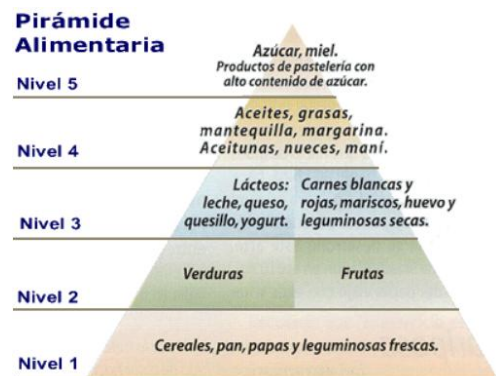 Pirámide
Alimentaria
Azúcar, miel.
Productos de pastelería con
alto contenido de azúcar.
Nivel 5
Aceites, grasas,
mantequilla, margarina.
Aceitunas, nueces, maní.
Nivel 4
Lácteos:
leche, queso,
quesillo, yogurt.
Carnes blancas y
rojas, mariscos, huevo y
leguminosas secas.
Nivel 3
Verduras
Frutas
Nivel 2
Cereales, pan, papas y leguminosas frescas.
Nivel 1